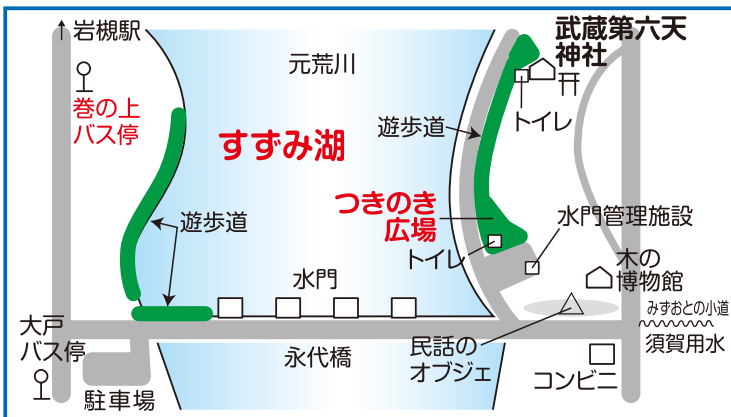 岩槻駅
巻の上
バス停
元荒川
すずみ湖
武蔵第六天
神社
トイレ
遊歩道
つきのき
広場
トイレ
水門管理施設
遊歩道
水門
木の
博物館
みずおとの小道
須賀用水
大戸
バス停
駐車場
永代橋
民話の
オブジェ
コンビニ